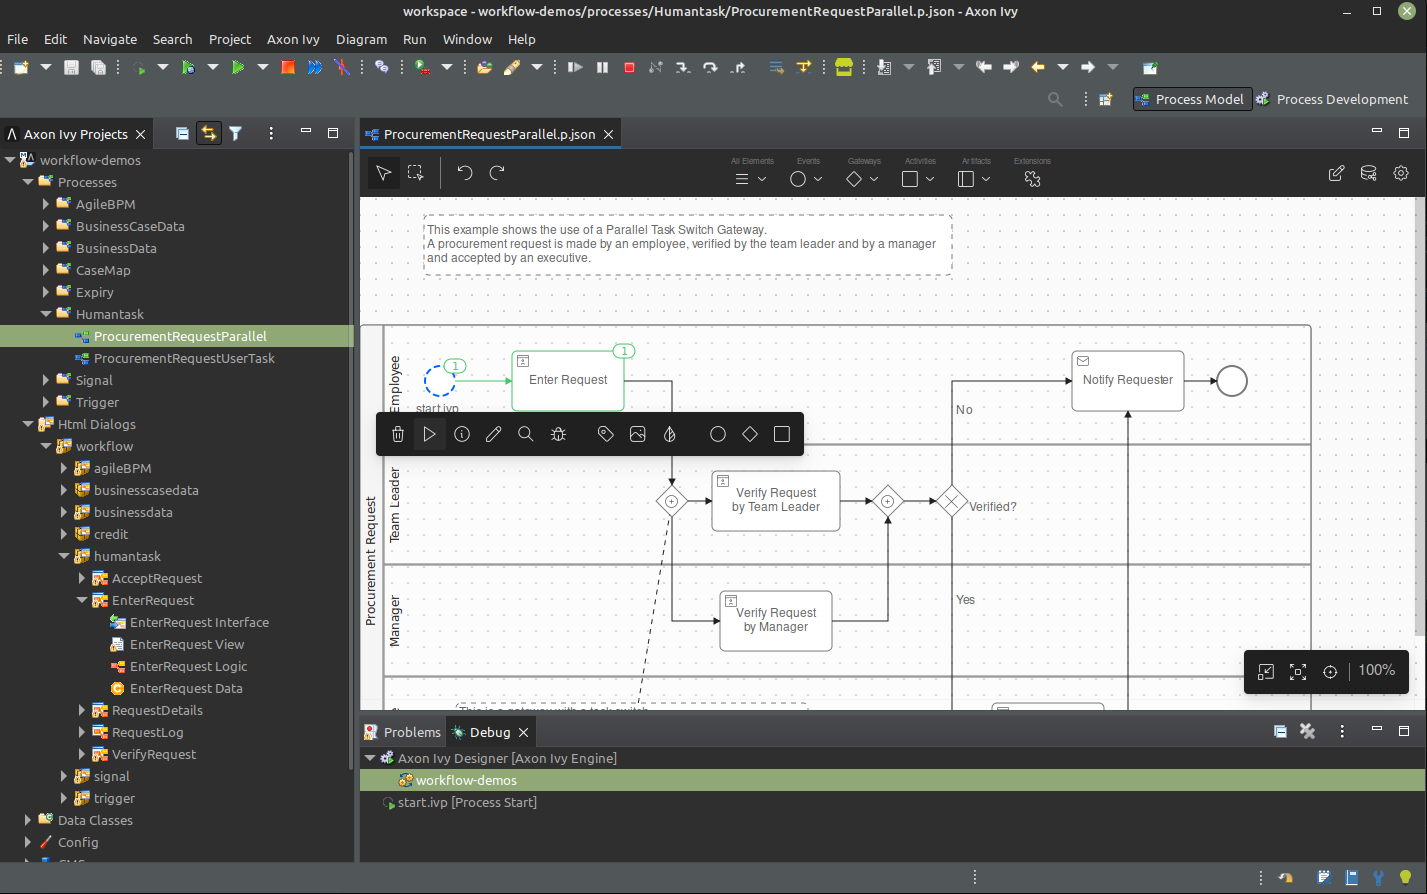 workspace - workflow-demos/processes/Humantask/ProcurementRequestParallel.p.json - Axon Ivy
File Edit Navigate Search Project Axon Ivy Diagram Run Window Help
Process Model
Process Development
Axon Ivy Projects
workflow-demos
Processes
AgileBPM
BusinessCaseData
BusinessData
CaseMap
Expiry
Humantask
ProcurementRequestParallel
ProcurementRequestUserTask
Signal
Trigger
Html Dialogs
workflow
agileBPM
businesscasedata
businessdata
credit
humantask
AcceptRequest
EnterRequest
EnterRequest Interface
EnterRequest View
EnterRequest Logic
EnterRequest Data
RequestDetails
RequestLog
VerifyRequest
signal
trigger
Data Classes
Config
CMS
ProcurementRequestParallel.p.json
All Elements
Events
Gateways
Activities
Artifacts
Extensions
This example shows the use of a Parallel Task Switch Gateway.
A procurement request is made by an employee, verified by the team leader and by a manager
and accepted by an executive.
Procurement Request
Employee
1
start.ivp
1
Enter Request
Notify Requester
No
Team Leader
Verify Request
by Team Leader
Verified?
Manager
Verify Request
by Manager
Yes
This is a gateway with a task switch
100%
Problems
Debug
Axon Ivy Designer [Axon Ivy Engine]
workflow-demos
start.ivp [Process Start]